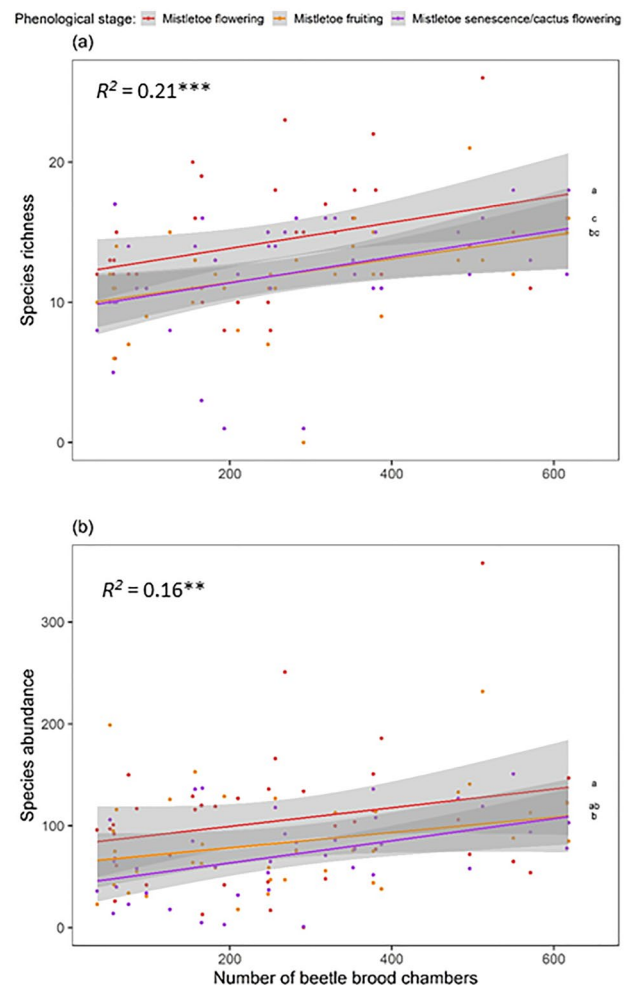 Phenological stage: Mistletoe flowering Mistletoe fruiting Mistletoe senescence/cactus flowering
(a)
R² = 0.21***
20
10
0
Species richness
a
c
bc
200 400 600
(b)
R² = 0.16**
300
200
100
0
Species abundance
a
ab
b
200 400 600
Number of beetle brood chambers